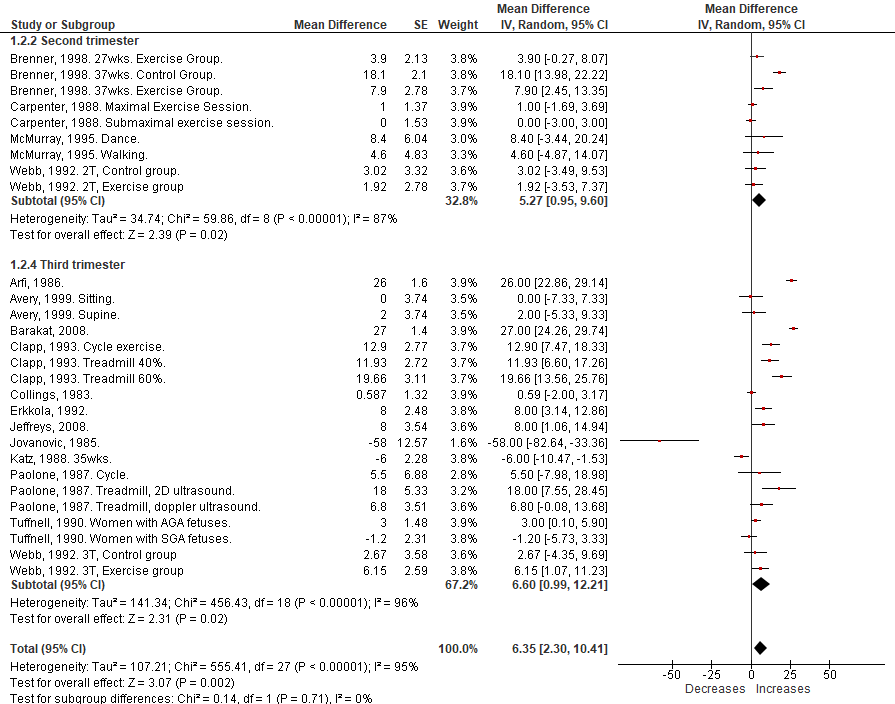 Mean Difference Mean Difference
Study or Subgroup Mean Difference SE Weight IV, Random, 95% CI IV, Random, 95% CI
1.2.2 Second trimester
Brenner, 1998. 27wks. Exercise Group. 3.9 2.13 3.8% 3.90 [-0.27, 8.07]
Brenner, 1998. 37wks. Control Group. 18.1 2.1 3.8% 18.10 [13.98, 22.22]
Brenner, 1998. 37wks. Exercise Group. 7.9 2.78 3.7% 7.90 [2.45, 13.35]
Carpenter, 1988. Maximal Exercise Session. 1 1.37 3.9% 1.00 [-1.69, 3.69]
Carpenter, 1988. Submaximal exercise session. 0 1.53 3.9% 0.00 [-3.00, 3.00]
McMurray, 1995. Dance. 8.4 6.04 3.0% 8.40 [-3.44, 20.24]
McMurray, 1995. Walking. 4.6 4.83 3.3% 4.60 [-4.87, 14.07]
Webb, 1992. 2T, Control group. 3.02 3.32 3.6% 3.02 [-3.49, 9.53]
Webb, 1992. 2T, Exercise group 1.92 2.78 3.7% 1.92 [-3.53, 7.37]
Subtotal (95% CI) 32.8% 5.27 [0.95, 9.60]
Heterogeneity: Tau² = 34.74; Chi² = 59.86, df = 8 (P < 0.00001); I² = 87%
Test for overall effect: Z = 2.39 (P = 0.02)
1.2.4 Third trimester
Arfi, 1986. 26 1.6 3.9% 26.00 [22.86, 29.14]
Avery, 1999. Sitting. 0 3.74 3.5% 0.00 [-7.33, 7.33]
Avery, 1999. Supine. 2 3.74 3.5% 2.00 [-5.33, 9.33]
Barakat, 2008. 27 1.4 3.9% 27.00 [24.26, 29.74]
Clapp, 1993. Cycle exercise. 12.9 2.77 3.7% 12.90 [7.47, 18.33]
Clapp, 1993. Treadmill 40%. 11.93 2.72 3.7% 11.93 [6.60, 17.26]
Clapp, 1993. Treadmill 60%. 19.66 3.11 3.7% 19.66 [13.56, 25.76]
Collings, 1983. 0.587 1.32 3.9% 0.59 [-2.00, 3.17]
Erkkola, 1992. 8 2.48 3.8% 8.00 [3.14, 12.86]
Jeffreys, 2008. 8 3.54 3.6% 8.00 [1.06, 14.94]
Jovanovic, 1985. -58 12.57 1.6% -58.00 [-82.64, -33.36]
Katz, 1988. 35wks. -6 2.28 3.8% -6.00 [-10.47, -1.53]
Paolone, 1987. Cycle. 5.5 6.88 2.8% 5.50 [-7.98, 18.98]
Paolone, 1987. Treadmill, 2D ultrasound. 18 5.33 3.2% 18.00 [7.55, 28.45]
Paolone, 1987. Treadmill, doppler ultrasound. 6.8 3.51 3.6% 6.80 [-0.08, 13.68]
Tuffnell, 1990. Women with AGA fetuses. 3 1.48 3.9% 3.00 [0.10, 5.90]
Tuffnell, 1990. Women with SGA fetuses. -1.2 2.31 3.8% -1.20 [-5.73, 3.33]
Webb, 1992. 3T, Control group 2.67 3.58 3.6% 2.67 [-4.35, 9.69]
Webb, 1992. 3T, Exercise group 6.15 2.59 3.8% 6.15 [1.07, 11.23]
Subtotal (95% CI) 67.2% 6.60 [0.99, 12.21]
Heterogeneity: Tau² = 141.34; Chi² = 456.43, df = 18 (P < 0.00001); I² = 96%
Test for overall effect: Z = 2.31 (P = 0.02)
Total (95% CI) 100.0% 6.35 [2.30, 10.41]
Heterogeneity: Tau² = 107.21; Chi² = 555.41, df = 27 (P < 0.00001); I² = 95%
Test for overall effect: Z = 3.07 (P = 0.002)
Test for subgroup differences: Chi² = 0.14, df = 1 (P = 0.71), I² = 0%
-50 -25 0 25 50
Decreases Increases